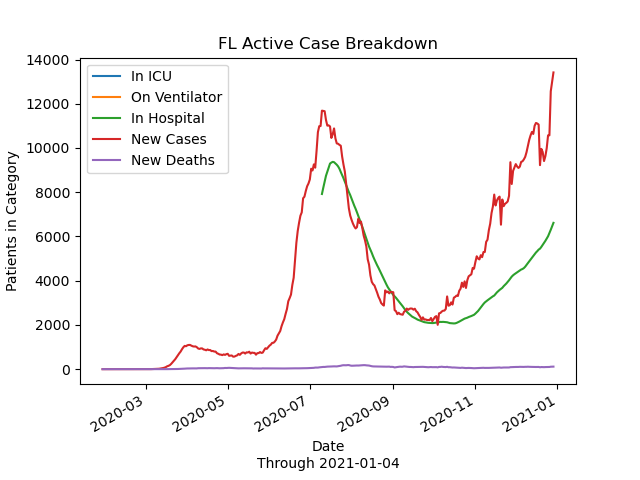 FL Active Case Breakdown
14000
12000
10000
8000
6000
4000
2000
0
Patients in Category
In ICU
On Ventilator
In Hospital
New Cases
New Deaths
2020-03
2020-05
2020-07
2020-09
2020-11
2021-01
Date
Through 2021-01-04